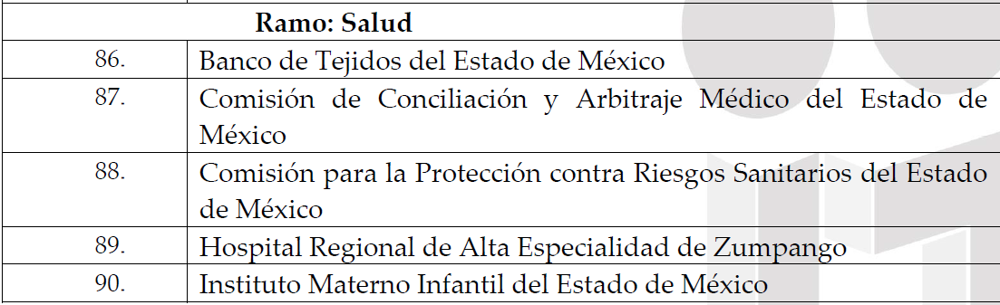 Ramo: Salud
86. Banco de Tejidos del Estado de México
87. Comisión de Conciliación y Arbitraje Médico del Estado de
México
88. Comisión para la Protección contra Riesgos Sanitarios del Estado
de México
89. Hospital Regional de Alta Especialidad de Zumpango
90. Instituto Materno Infantil del Estado de México